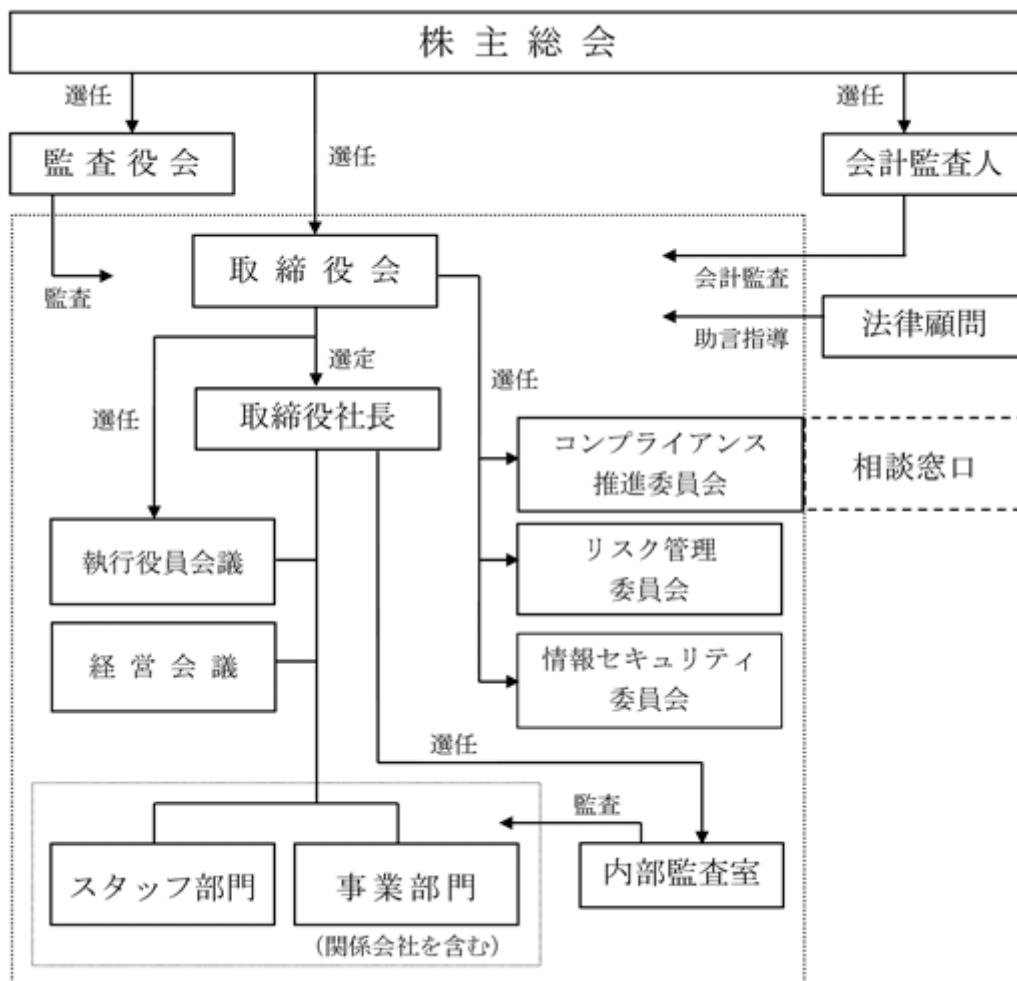 株主総会
選任
選任
選任
監査役会
会計監査人
取締役会
監査
会計監査
法律顧問
助言指導
選定
選任
選任
取締役社長
コンプライアンス
推進委員会
相談窓口
執行役員会議
リスク管理
委員会
経営会議
情報セキュリティ
委員会
選任
監査
スタッフ部門
事業部門
内部監査室
(関係会社を含む)